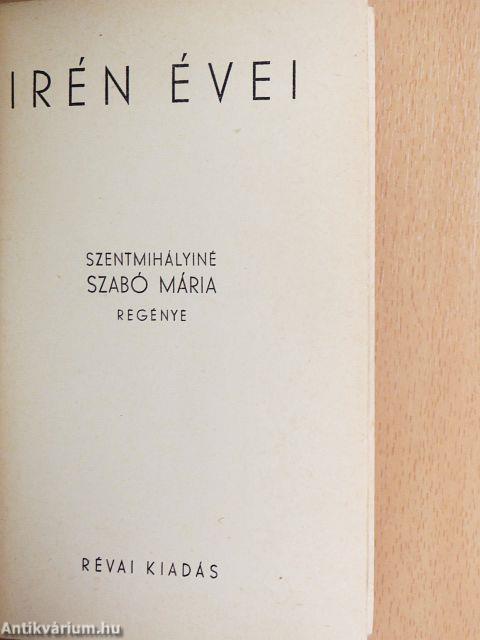 IRÉN ÉVEI
SZENTMIHÁLYINÉ
SZABÓ MÁRIA
REGÉNYE
RÉVAI KIADÁS
Antikvárium.hu